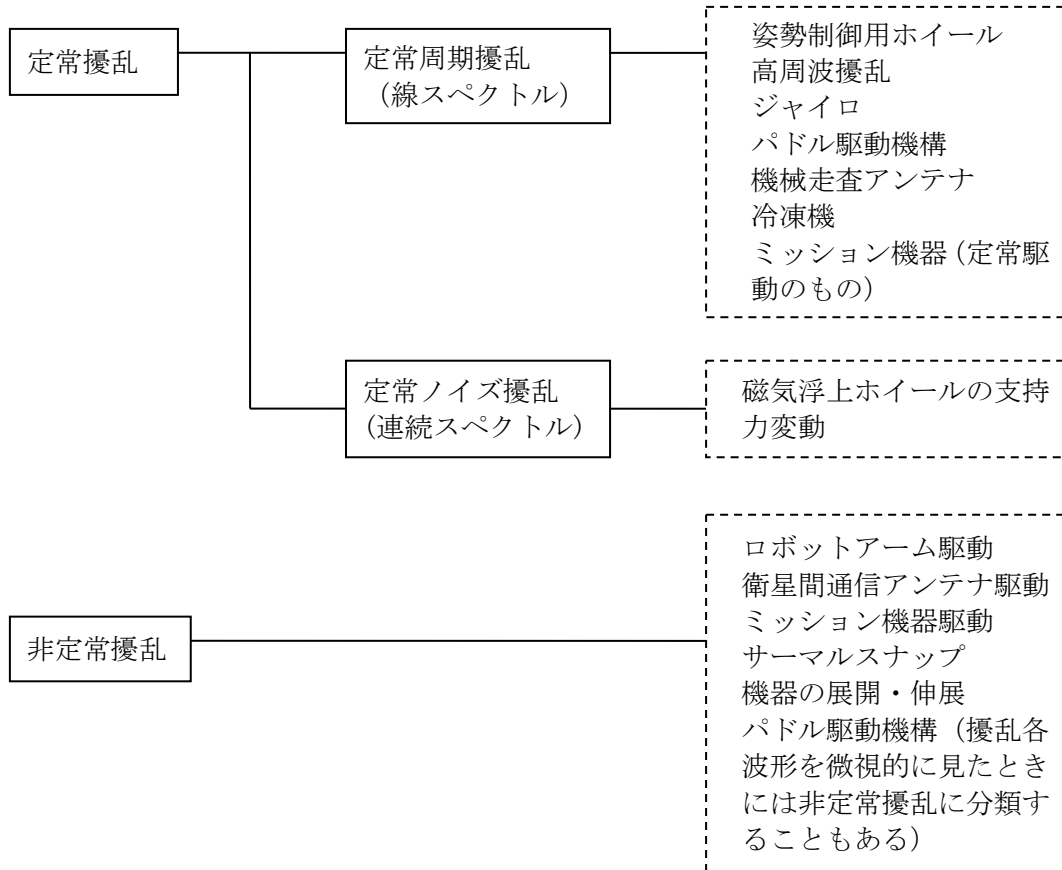 定常擾乱
定常周期擾乱
（線スペクトル）
姿勢制御用ホイール
高周波擾乱
ジャイロ
パドル駆動機構
機械走査アンテナ
冷凍機
ミッション機器（定常駆
動のもの）
定常ノイズ擾乱
（連続スペクトル）
磁気浮上ホイールの支持
力変動
非定常擾乱
ロボットアーム駆動
衛星間通信アンテナ駆動
ミッション機器駆動
サーマルスナップ
機器の展開・伸展
パドル駆動機構（擾乱各
波形を微視的に見たとき
には非定常擾乱に分類す
ることもある）